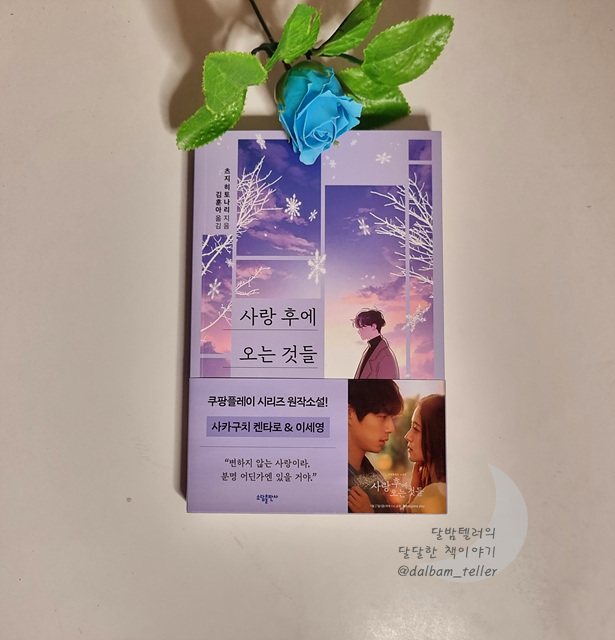 츠지 히토나리 지음
김훈아 옮김
사랑 후에
오는 것들
쿠팡플레이 시리즈 원작소설!
사카구치 켄타로 & 이세영
"변하지 않는 사랑이라,
분명 어딘가엔 있을 거야."
소담출판사
사랑 후에
오는 것들
달밤텔러의
달달한 책이야기
@dalbam_teller